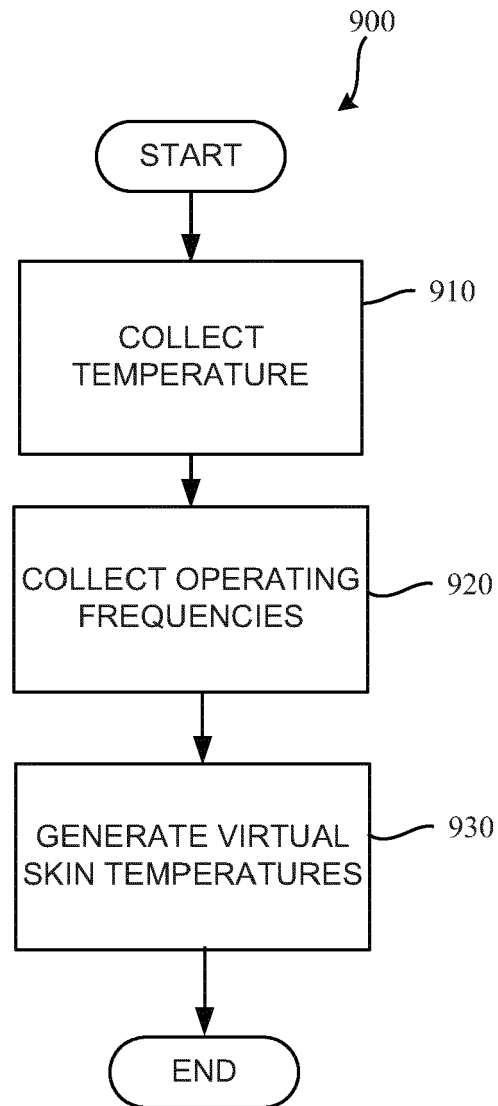 900
START
910
COLLECT
TEMPERATURE
COLLECT OPERATING
FREQUENCIES
920
GENERATE VIRTUAL
SKIN TEMPERATURES
930
END